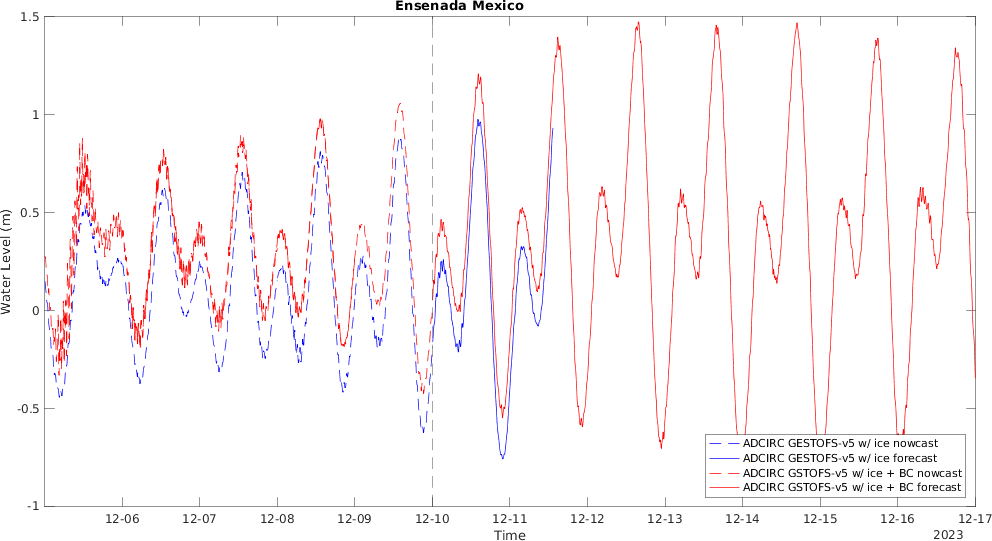 Ensenada Mexico
1.5
1
0.5
0
-0.5
-1
Water Level (m)
12-06 12-07 12-08 12-09 12-10 12-11 12-12 12-13 12-14 12-15 12-16 12-17
Time
2023
ADCIRC GESTOFS-v5 w/ ice nowcast
ADCIRC GESTOFS-v5 w/ ice forecast
ADCIRC GSTOFS-v5 w/ ice + BC nowcast
ADCIRC GSTOFS-v5 w/ ice + BC forecast